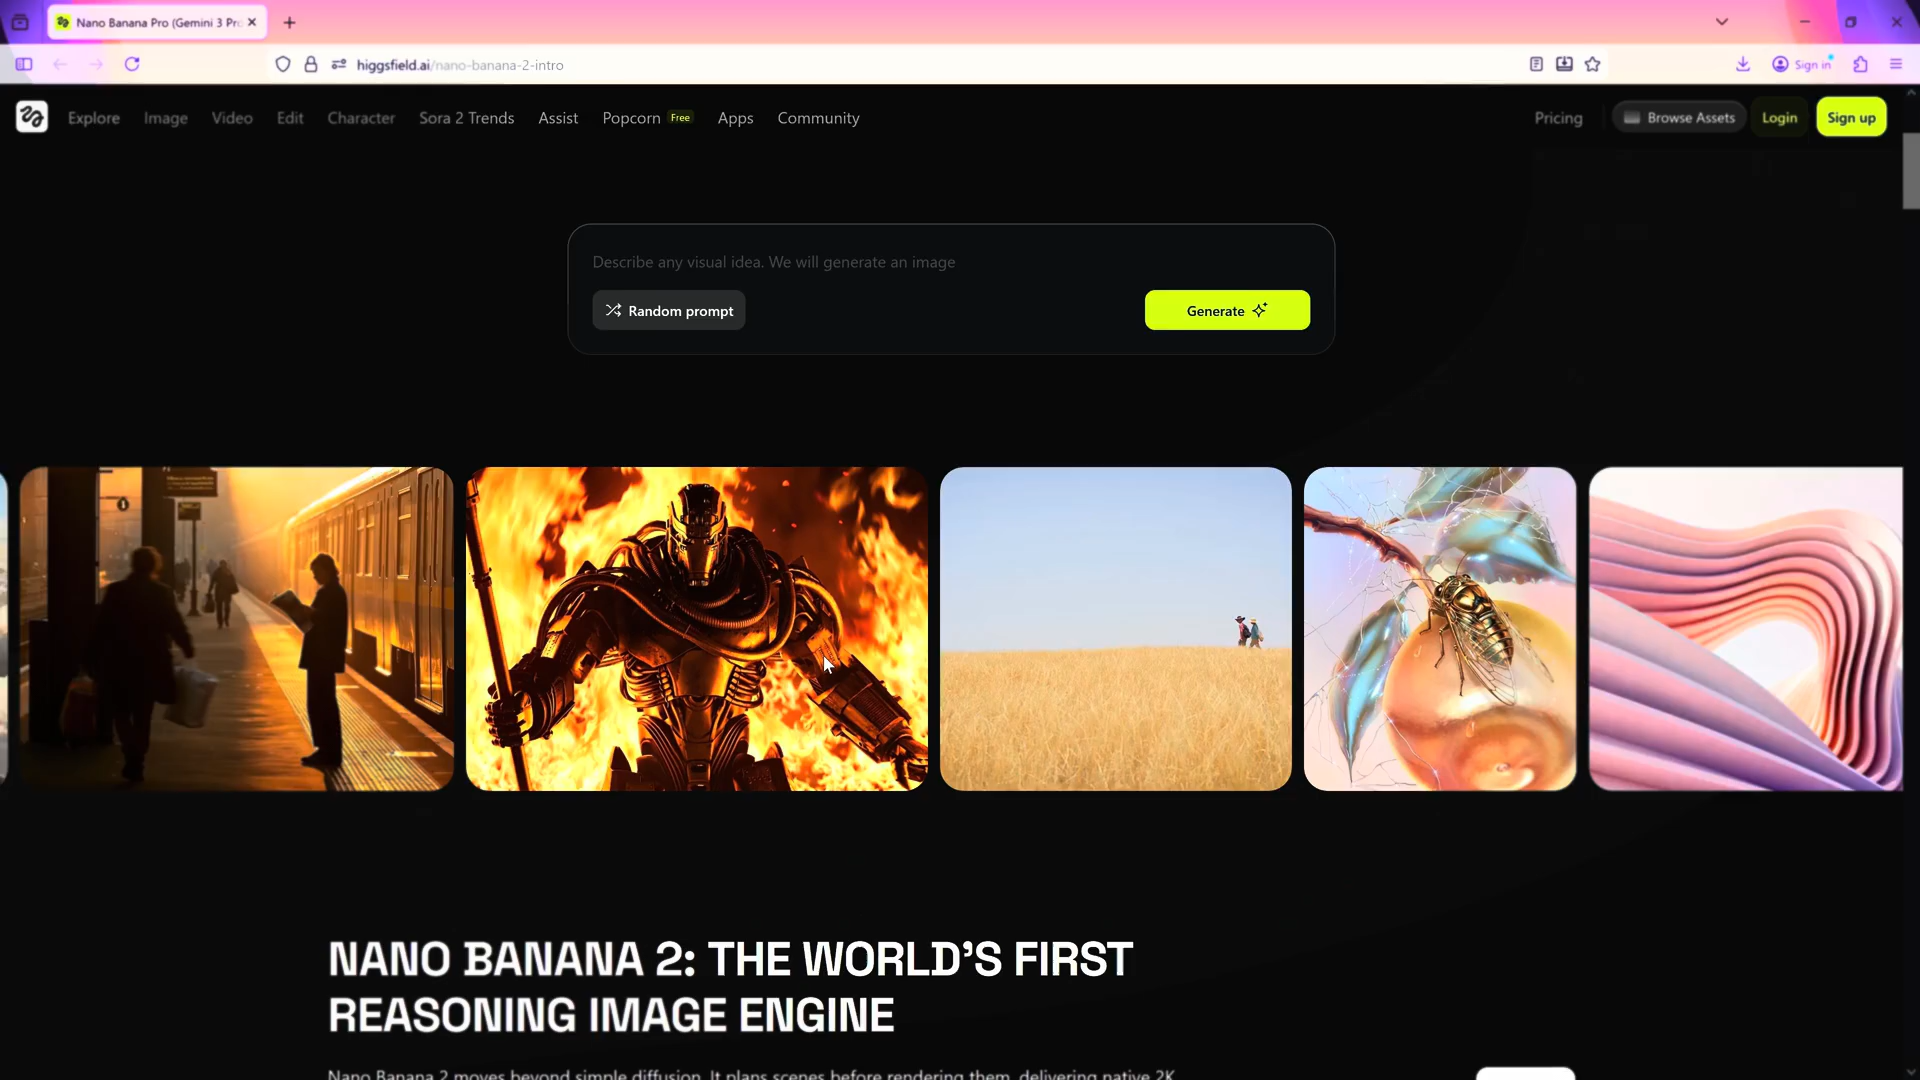 Nano Banana Pro (Gemini 3 Pr
higgsfield.ai/nano-banana-2-intro
Sign in
Explore Image Video Edit Character Sora 2 Trends Assist Popcorn Free Apps Community Pricing Browse Assets Login Sign up
Describe any visual idea. We will generate an image
Random prompt Generate
NANO BANANA 2: THE WORLD'S FIRST
REASONING IMAGE ENGINE
Nano Banana 2 moves beyond simple diffusion. It plans scenes before rendering them, delivering native 2K